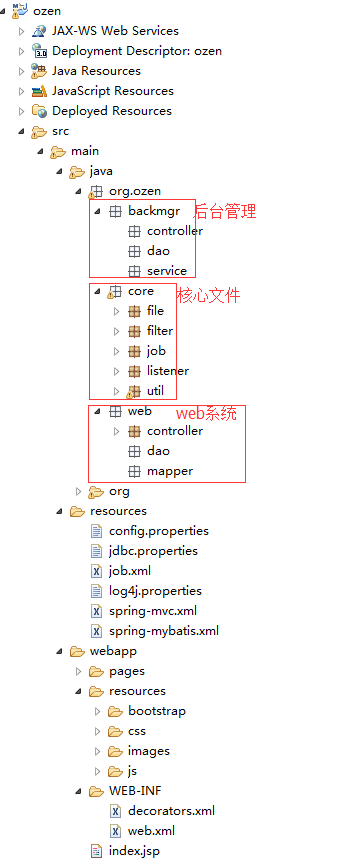 ozen
JAX-WS Web Services
3.0 Deployment Descriptor: ozen
Java Resources
JavaScript Resources
Deployed Resources
src
main
java
org.ozen
backmgr 后台管理
controller
dao
service
core 核心文件
file
filter
job
listener
util
web web系统
controller
dao
mapper
org
resources
config.properties
jdbc.properties
job.xml
log4j.properties
spring-mvc.xml
spring-mybatis.xml
webapp
pages
resources
bootstrap
css
images
js
WEB-INF
decorators.xml
web.xml
index.jsp